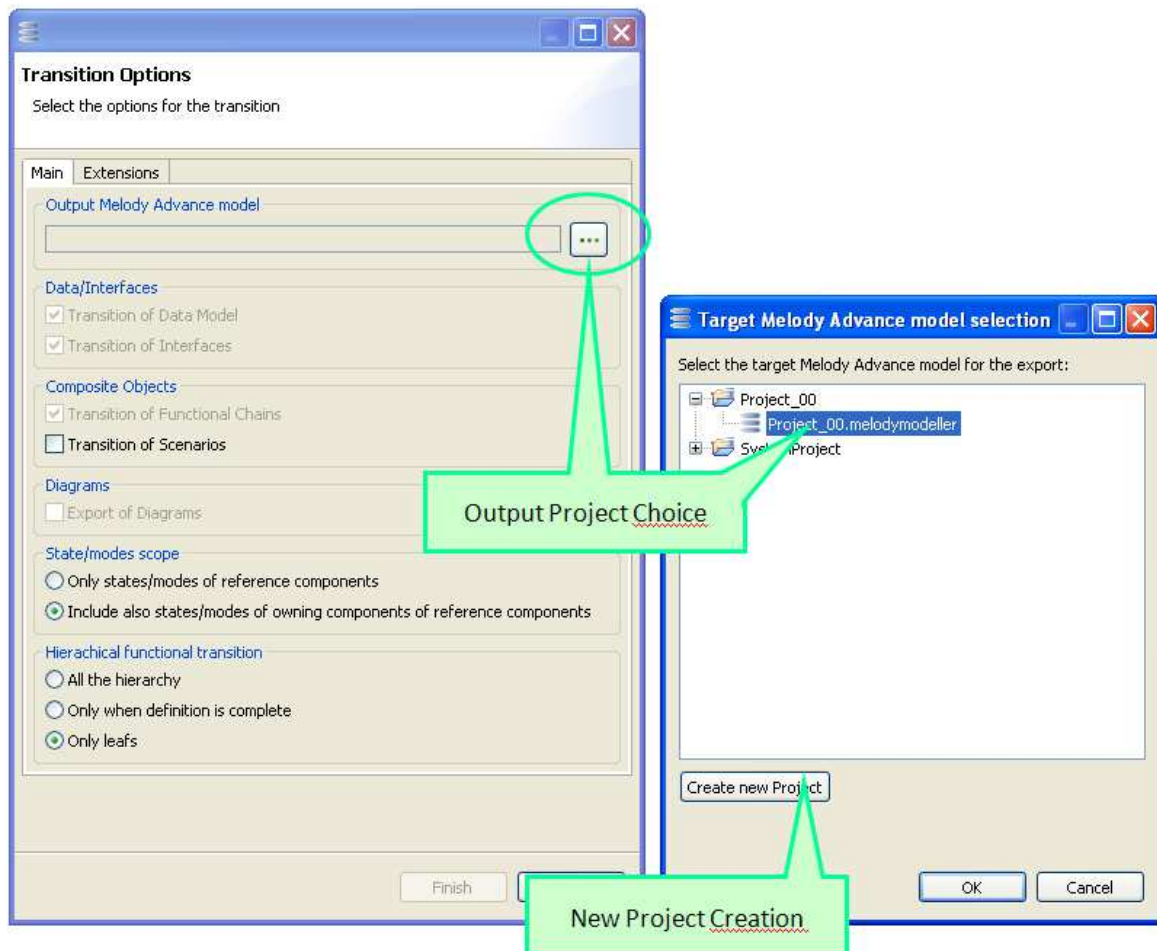 Transition Options
Select the options for the transition
Main
Extensions
Output Melody Advance model
...
Data/Interfaces
Transition of Data Model
Transition of Interfaces
Composite Objects
Transition of Functional Chains
Transition of Scenarios
Diagrams
Export of Diagrams
State/modes scope
Only states/modes of reference components
Include also states/modes of owning components of reference components
Hierachical functional transition
All the hierarchy
Only when definition is complete
Only leafs
Finish
Target Melody Advance model selection
Select the target Melody Advance model for the export:
Project_00
Project_00.melodymodeller
Output Project Choice
Create new Project
OK
Cancel
New Project Creation